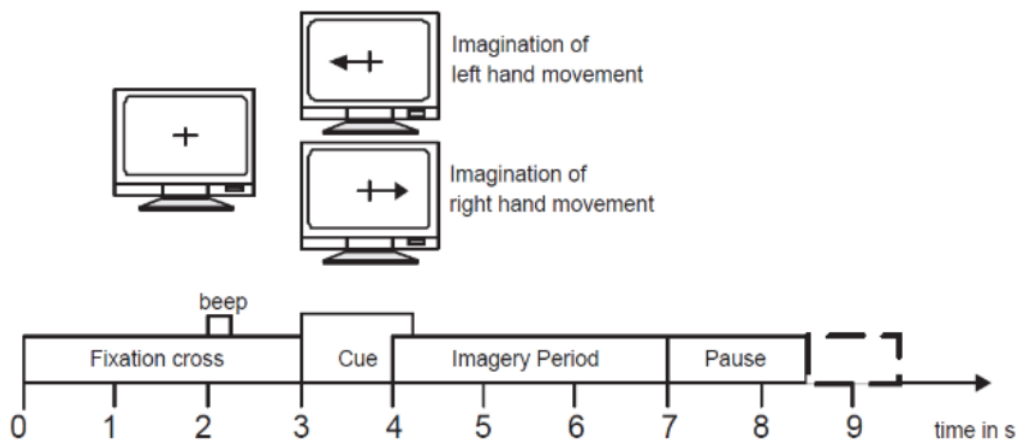 Imagination of
left hand movement
Imagination of
right hand movement
beep
Fixation cross
Cue
Imagery Period
Pause
0 1 2 3 4 5 6 7 8 9 time in s